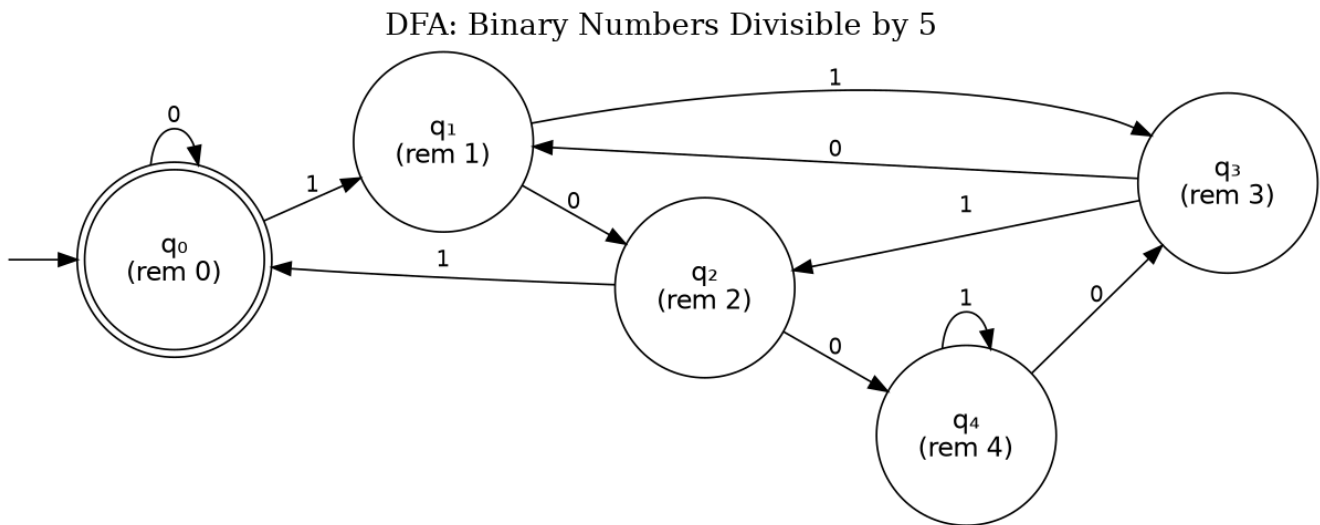 DFA: Binary Numbers Divisible by 5
0
q₀
(rem 0)
1
q₁
(rem 1)
1
0
0
1
q₂
(rem 2)
1
0
1
q₄
(rem 4)
0
q₃
(rem 3)